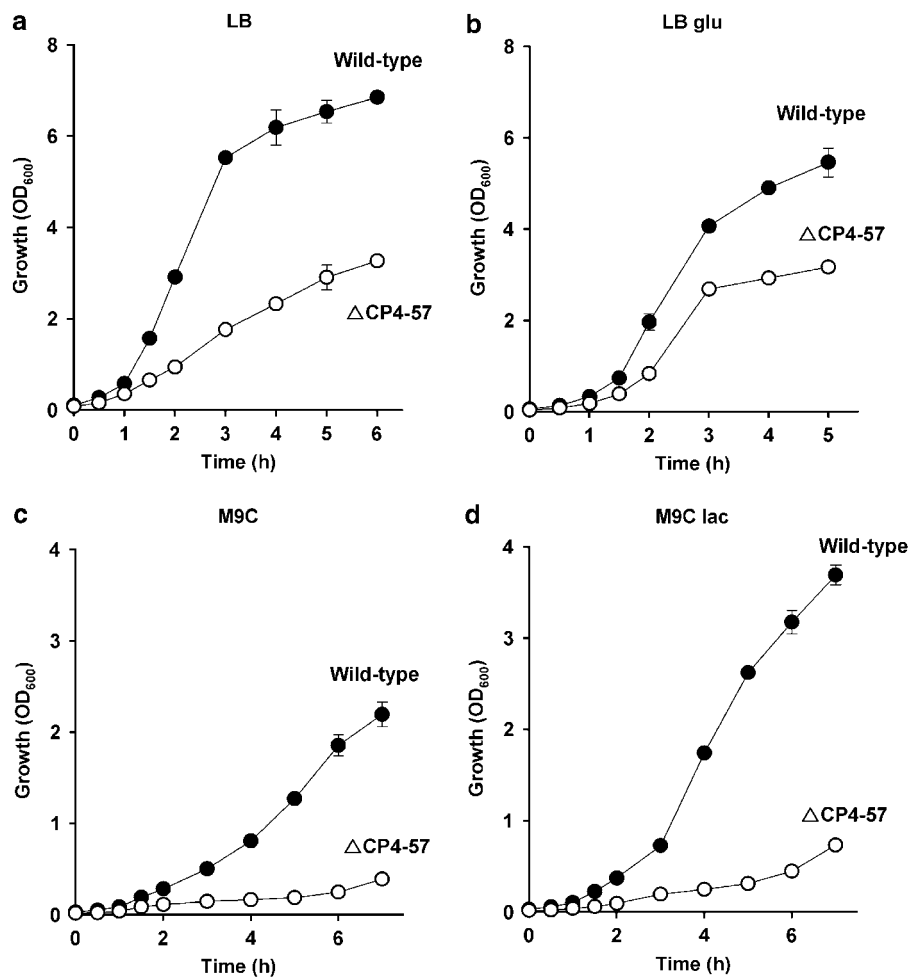 a LB
8
6
4
2
0
Growth (OD₆₀₀)
Wild-type
△CP4-57
0 1 2 3 4 5 6
Time (h)
b LB glu
8
6
4
2
0
Growth (OD₆₀₀)
Wild-type
△CP4-57
0 1 2 3 4 5
Time (h)
c M9C
4
3
2
1
0
Growth (OD₆₀₀)
Wild-type
△CP4-57
0 2 4 6
Time (h)
d M9C lac
4
3
2
1
0
Growth (OD₆₀₀)
Wild-type
△CP4-57
0 2 4 6
Time (h)